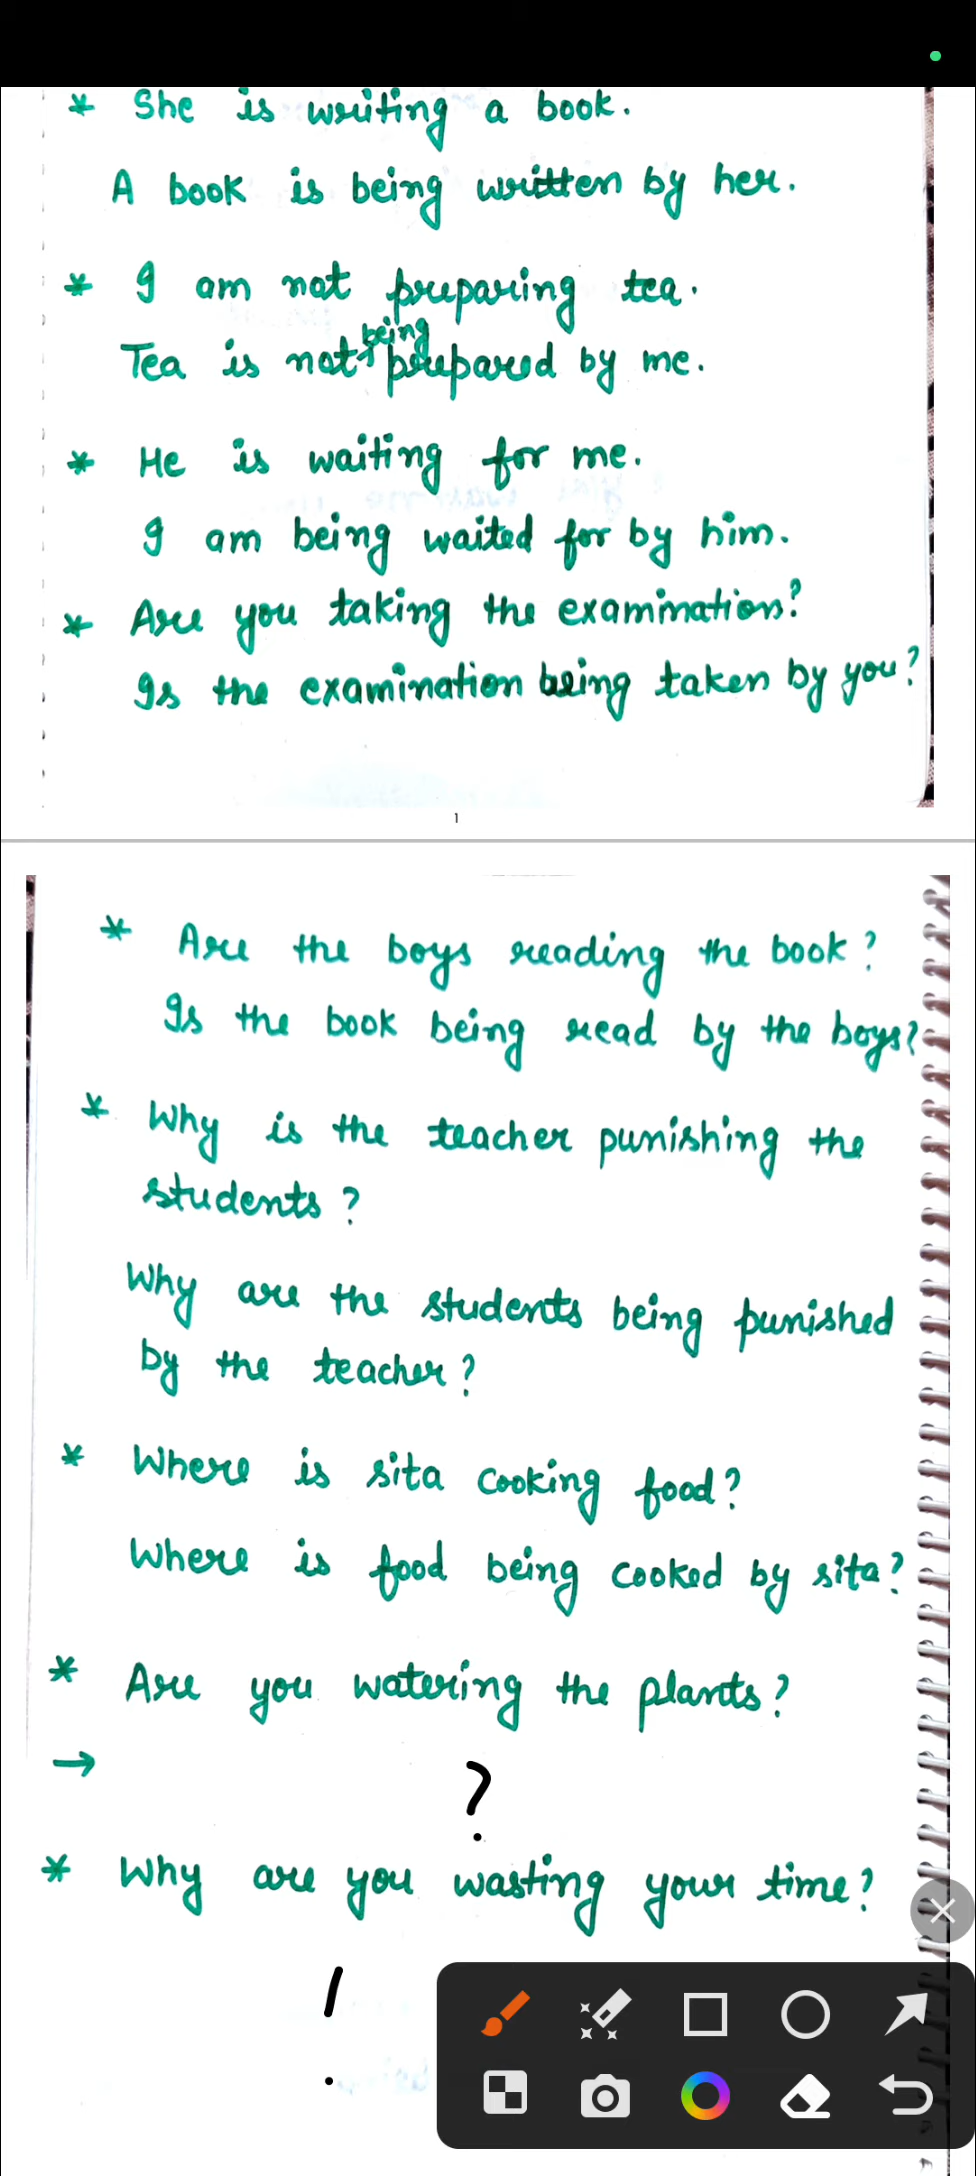 * She is writing a book.
A book is being written by her.
* I am not preparing tea.
being
Tea is not prepared by me.
* He is waiting for me.
I am being waited for by him.
* Are you taking the examination?
Is the examination being taken by you?
1
* Are the boys reading the book?
Is the book being read by the boys?
* Why is the teacher punishing the
students?
Why are the students being punished
by the teacher?
* Where is sita cooking food?
Where is food being cooked by sita?
* Are you watering the plants?
→
?
* Why are you wasting your time?
!